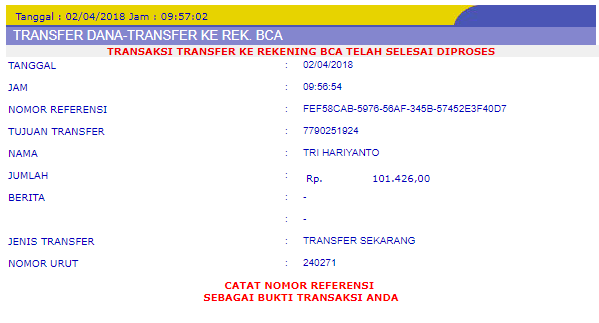 Tanggal : 02/04/2018 Jam : 09:57:02
TRANSFER DANA-TRANSFER KE REK. BCA
TRANSAKSI TRANSFER KE REKENING BCA TELAH SELESAI DIPROSES
TANGGAL : 02/04/2018
JAM : 09:56:54
NOMOR REFERENSI : FEF58CAB-5976-56AF-345B-57452E3F40D7
TUJUAN TRANSFER : 7790251924
NAMA : TRI HARIYANTO
JUMLAH : Rp. 101.426,00
BERITA : -
: -
JENIS TRANSFER : TRANSFER SEKARANG
NOMOR URUT : 240271
CATAT NOMOR REFERENSI
SEBAGAI BUKTI TRANSAKSI ANDA